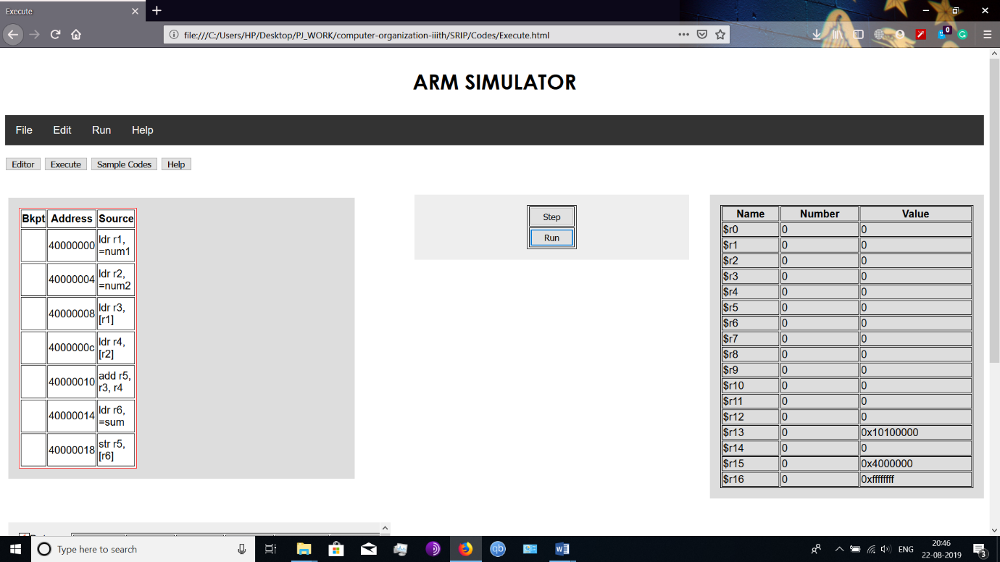 Execute
file:///C:/Users/HP/Desktop/PJ_WORK/computer-organization-iiith/SRIP/Codes/Execute.html
0
ARM SIMULATOR
File Edit Run Help
Editor Execute Sample Codes Help
Bkpt Address Source
40000000 ldr r1, =num1
40000004 ldr r2, =num2
40000008 ldr r3, [r1]
4000000c ldr r4, [r2]
40000010 add r5, r3, r4
40000014 ldr r6, =sum
40000018 str r5, [r6]
Step
Run
Name Number Value
$r0 0 0
$r1 0 0
$r2 0 0
$r3 0 0
$r4 0 0
$r5 0 0
$r6 0 0
$r7 0 0
$r8 0 0
$r9 0 0
$r10 0 0
$r11 0 0
$r12 0 0
$r13 0 0x10100000
$r14 0 0
$r15 0 0x4000000
$r16 0 0xffffffff
Type here to search
qb
ENG
20:46
22-08-2019
3